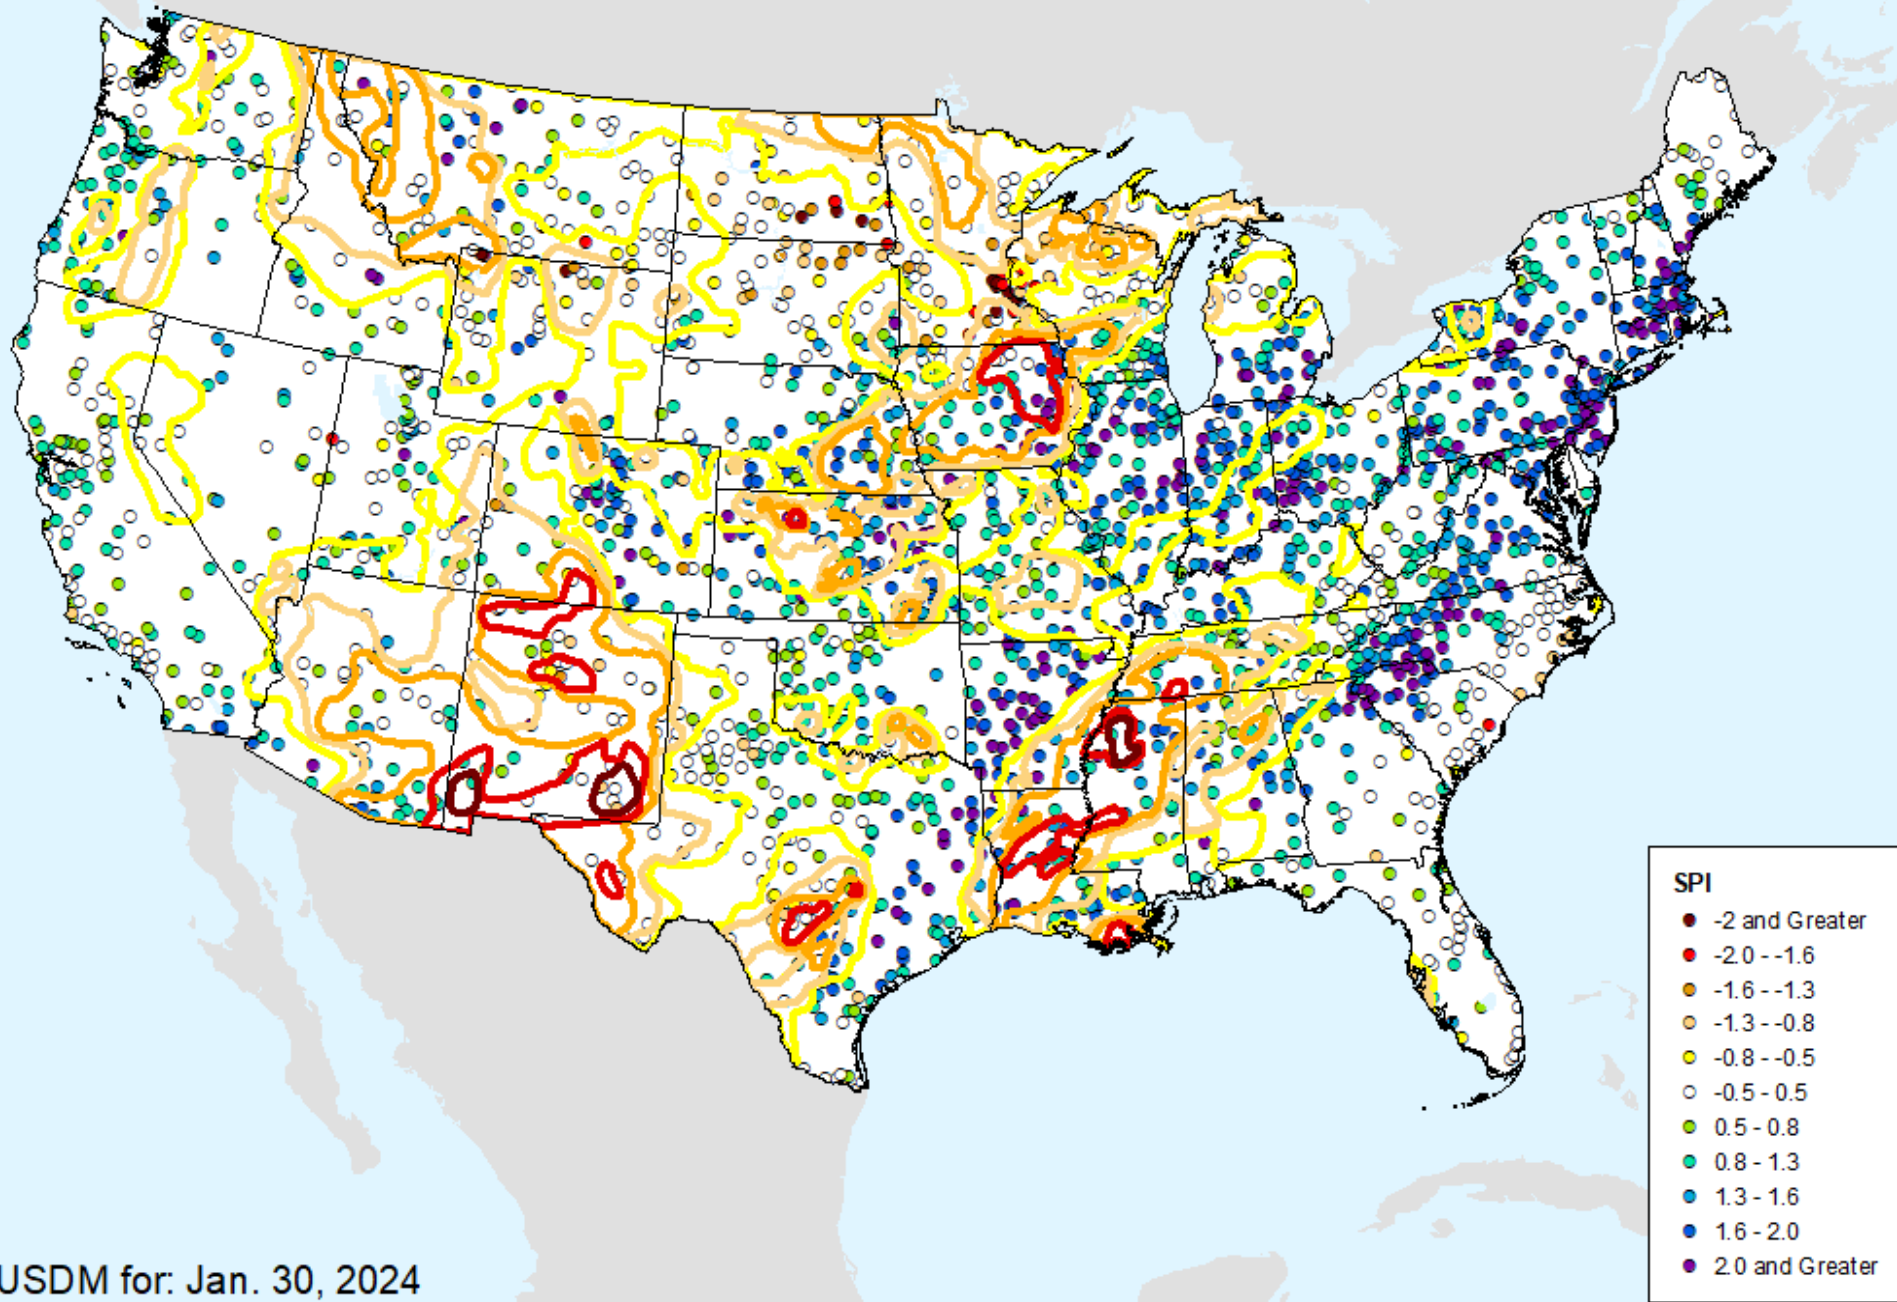 SPI
-2 and Greater
-2.0 - -1.6
-1.6 - -1.3
-1.3 - -0.8
-0.8 - -0.5
-0.5 - 0.5
0.5 - 0.8
0.8 - 1.3
1.3 - 1.6
1.6 - 2.0
2.0 and Greater
USDM for: Jan. 30, 2024